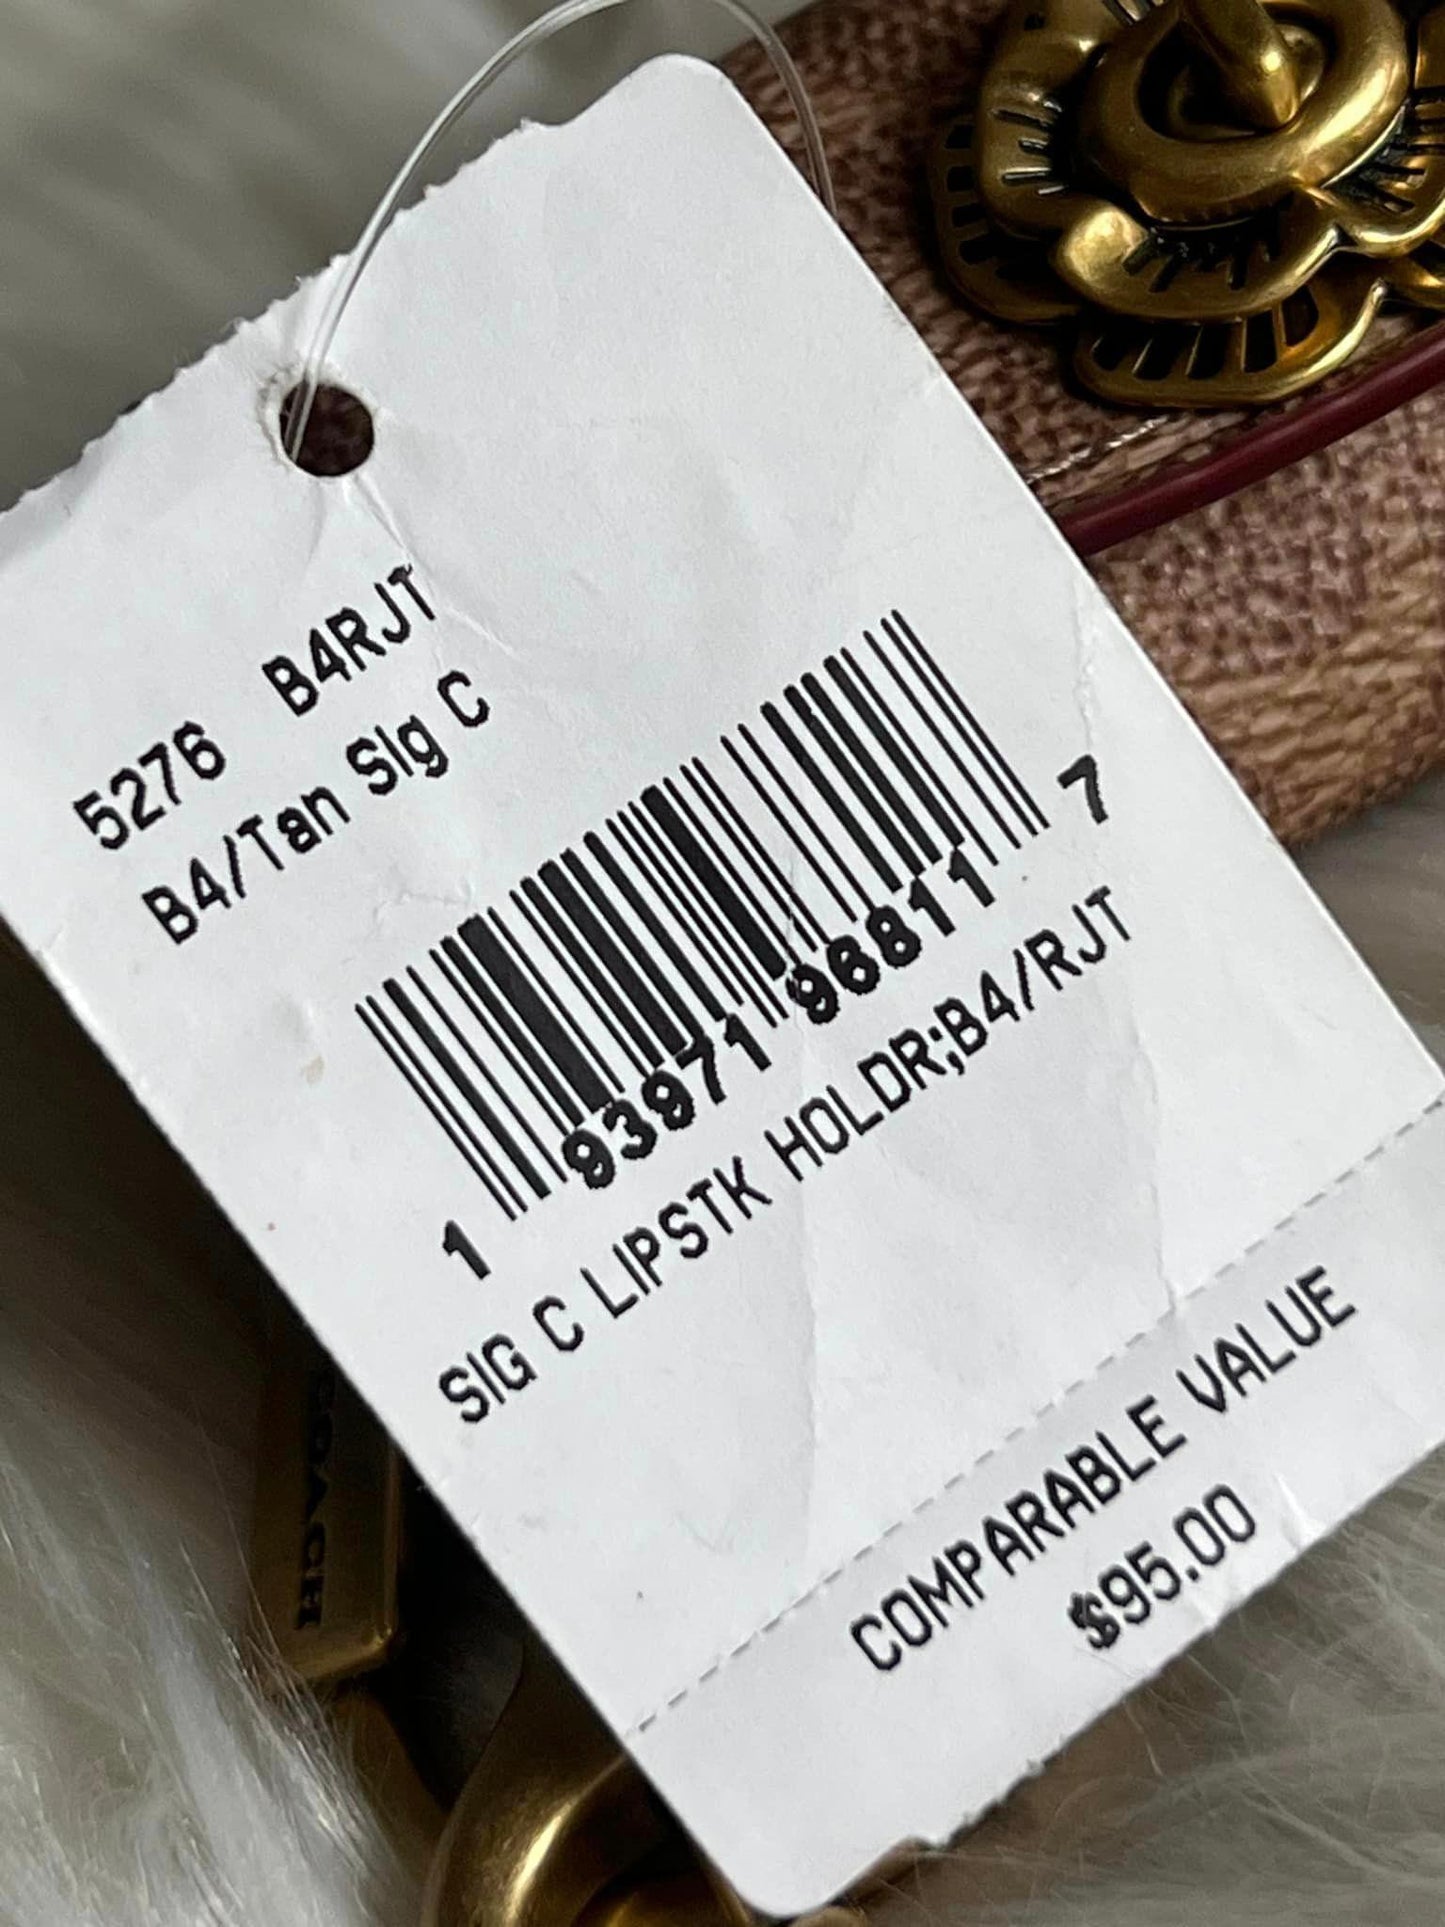 5276 B4RJT
B4/Tan Sig C
1 93971 96811 7
SIG C LIPSTK HOLDR;B4/RJT
COMPARABLE VALUE
$95.00
COACH